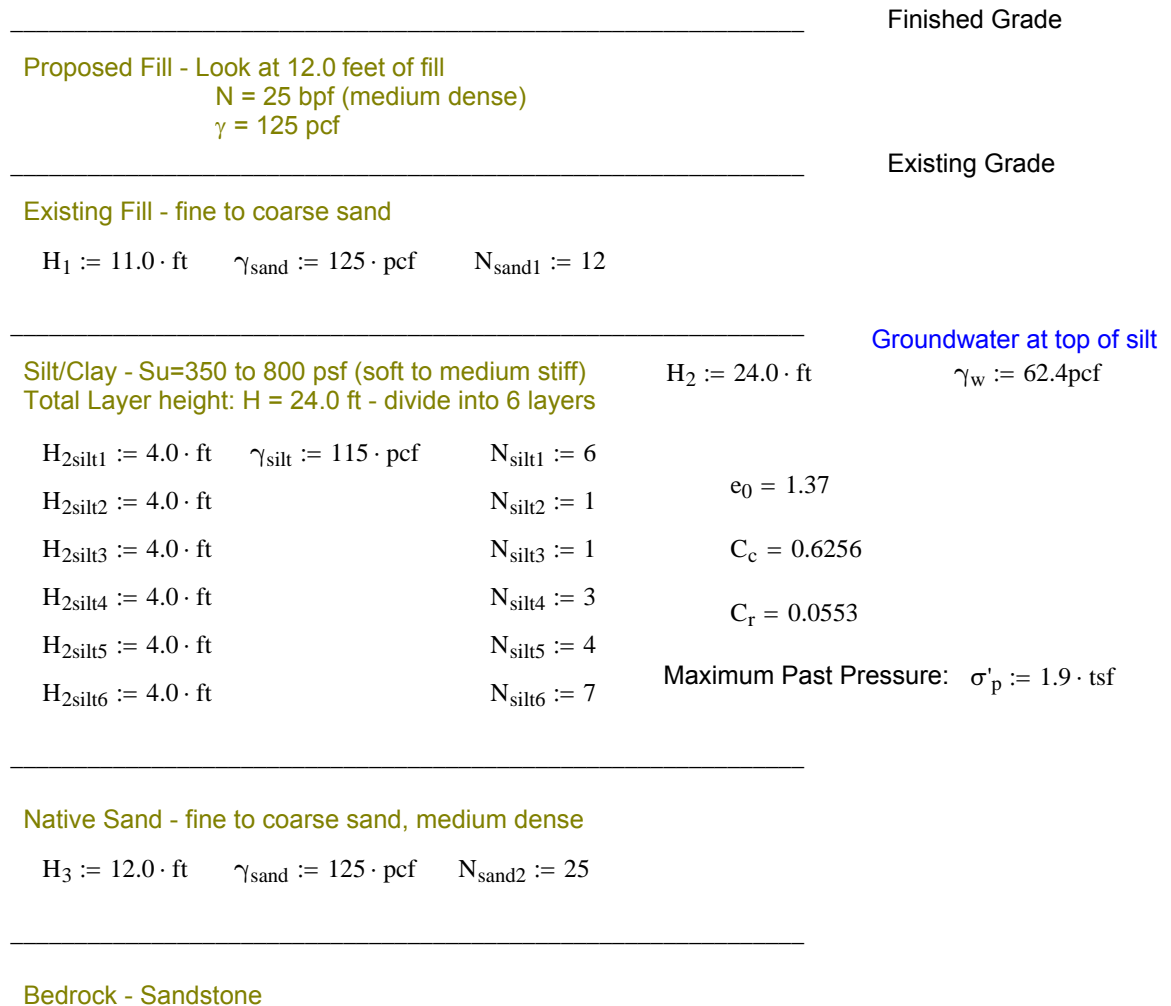 Finished Grade
Proposed Fill - Look at 12.0 feet of fill
N = 25 bpf (medium dense)
γ = 125 pcf
Existing Grade
Existing Fill - fine to coarse sand
H1 := 11.0 · ft γsand := 125 · pcf Nsand1 := 12
Groundwater at top of silt
Silt/Clay - Su=350 to 800 psf (soft to medium stiff) H2 := 24.0 · ft γw := 62.4pcf
Total Layer height: H = 24.0 ft - divide into 6 layers
H2silt1 := 4.0 · ft γsilt := 115 · pcf Nsilt1 := 6
e0 = 1.37
H2silt2 := 4.0 · ft Nsilt2 := 1
H2silt3 := 4.0 · ft Nsilt3 := 1 Cc = 0.6256
H2silt4 := 4.0 · ft Nsilt4 := 3
Cr = 0.0553
H2silt5 := 4.0 · ft Nsilt5 := 4
H2silt6 := 4.0 · ft Nsilt6 := 7 Maximum Past Pressure: σ'p := 1.9 · tsf
Native Sand - fine to coarse sand, medium dense
H3 := 12.0 · ft γsand := 125 · pcf Nsand2 := 25
Bedrock - Sandstone